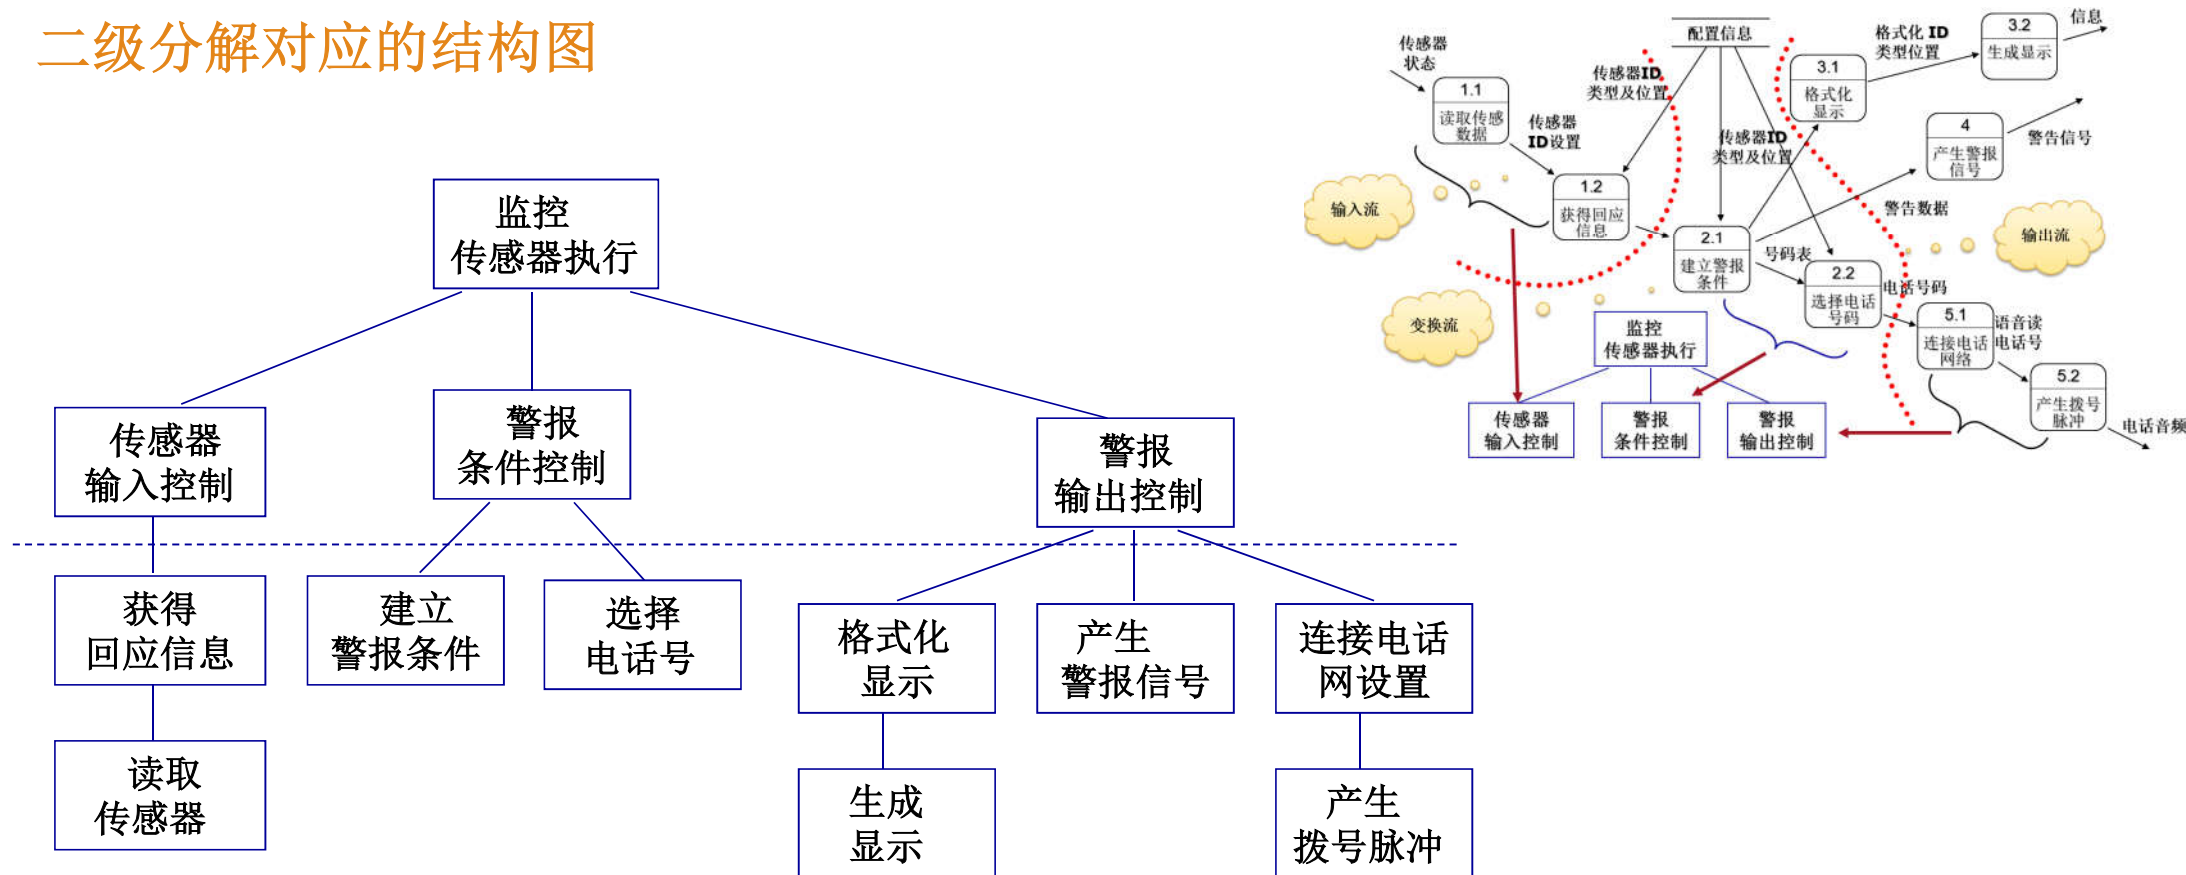 二级分解对应的结构图
监控
传感器执行
传感器
输入控制
警报
条件控制
警报
输出控制
获得
回应信息
建立
警报条件
选择
电话号
格式化
显示
产生
警报信号
连接电话
网设置
读取
传感器
生成
显示
产生
拨号脉冲
配置信息
传感器
状态
1.1
读取传感
数据
传感器
ID设置
传感器ID
类型及位置
1.2
获得回应
信息
传感器ID
类型及位置
2.1
建立警报
条件
号码表
2.2
选择电话
号码
电话号码
3.1
格式化
显示
格式化 ID
类型位置
3.2
生成显示
信息
4
产生警报
信号
警告信号
警告数据
5.1
连接电话
网络
语音读
电话号
5.2
产生拨号
脉冲
电话音频
输入流
变换流
输出流
监控
传感器执行
传感器
输入控制
警报
条件控制
警报
输出控制